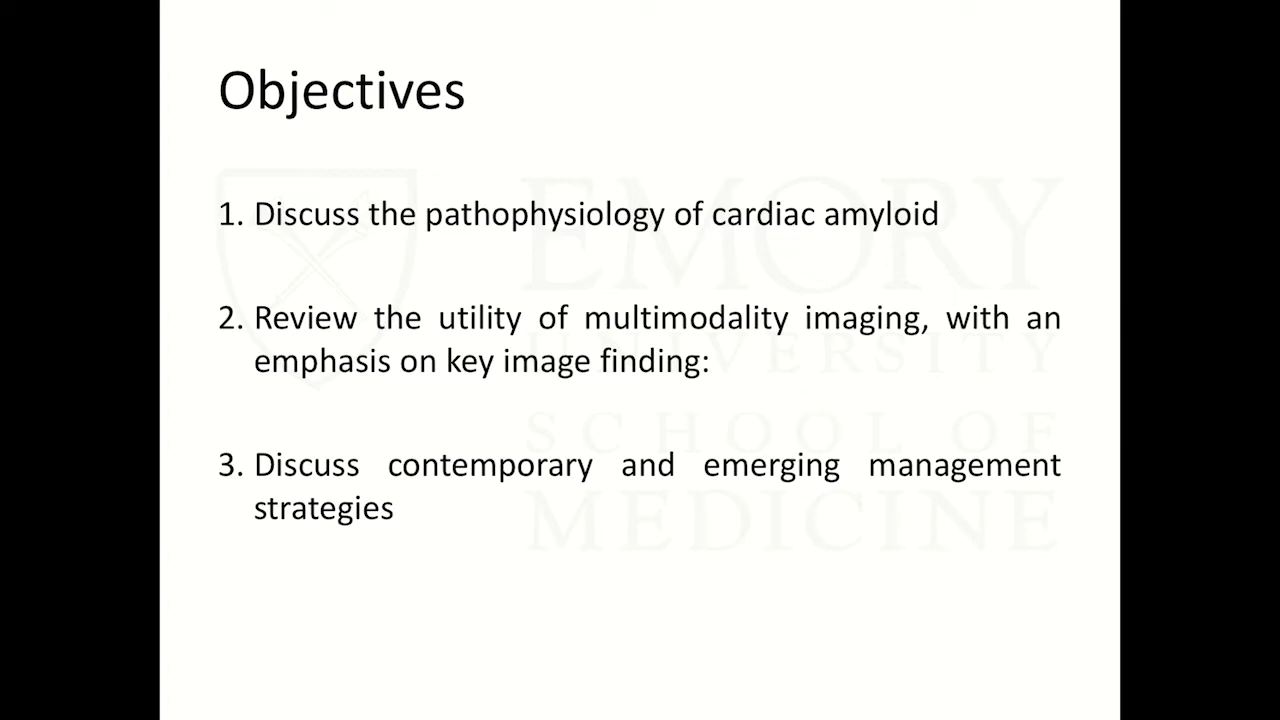 Objectives
1. Discuss the pathophysiology of cardiac amyloid
2. Review the utility of multimodality imaging, with an
emphasis on key image finding:
3. Discuss contemporary and emerging management
strategies
EMORY
UNIVERSITY
SCHOOL OF
MEDICINE